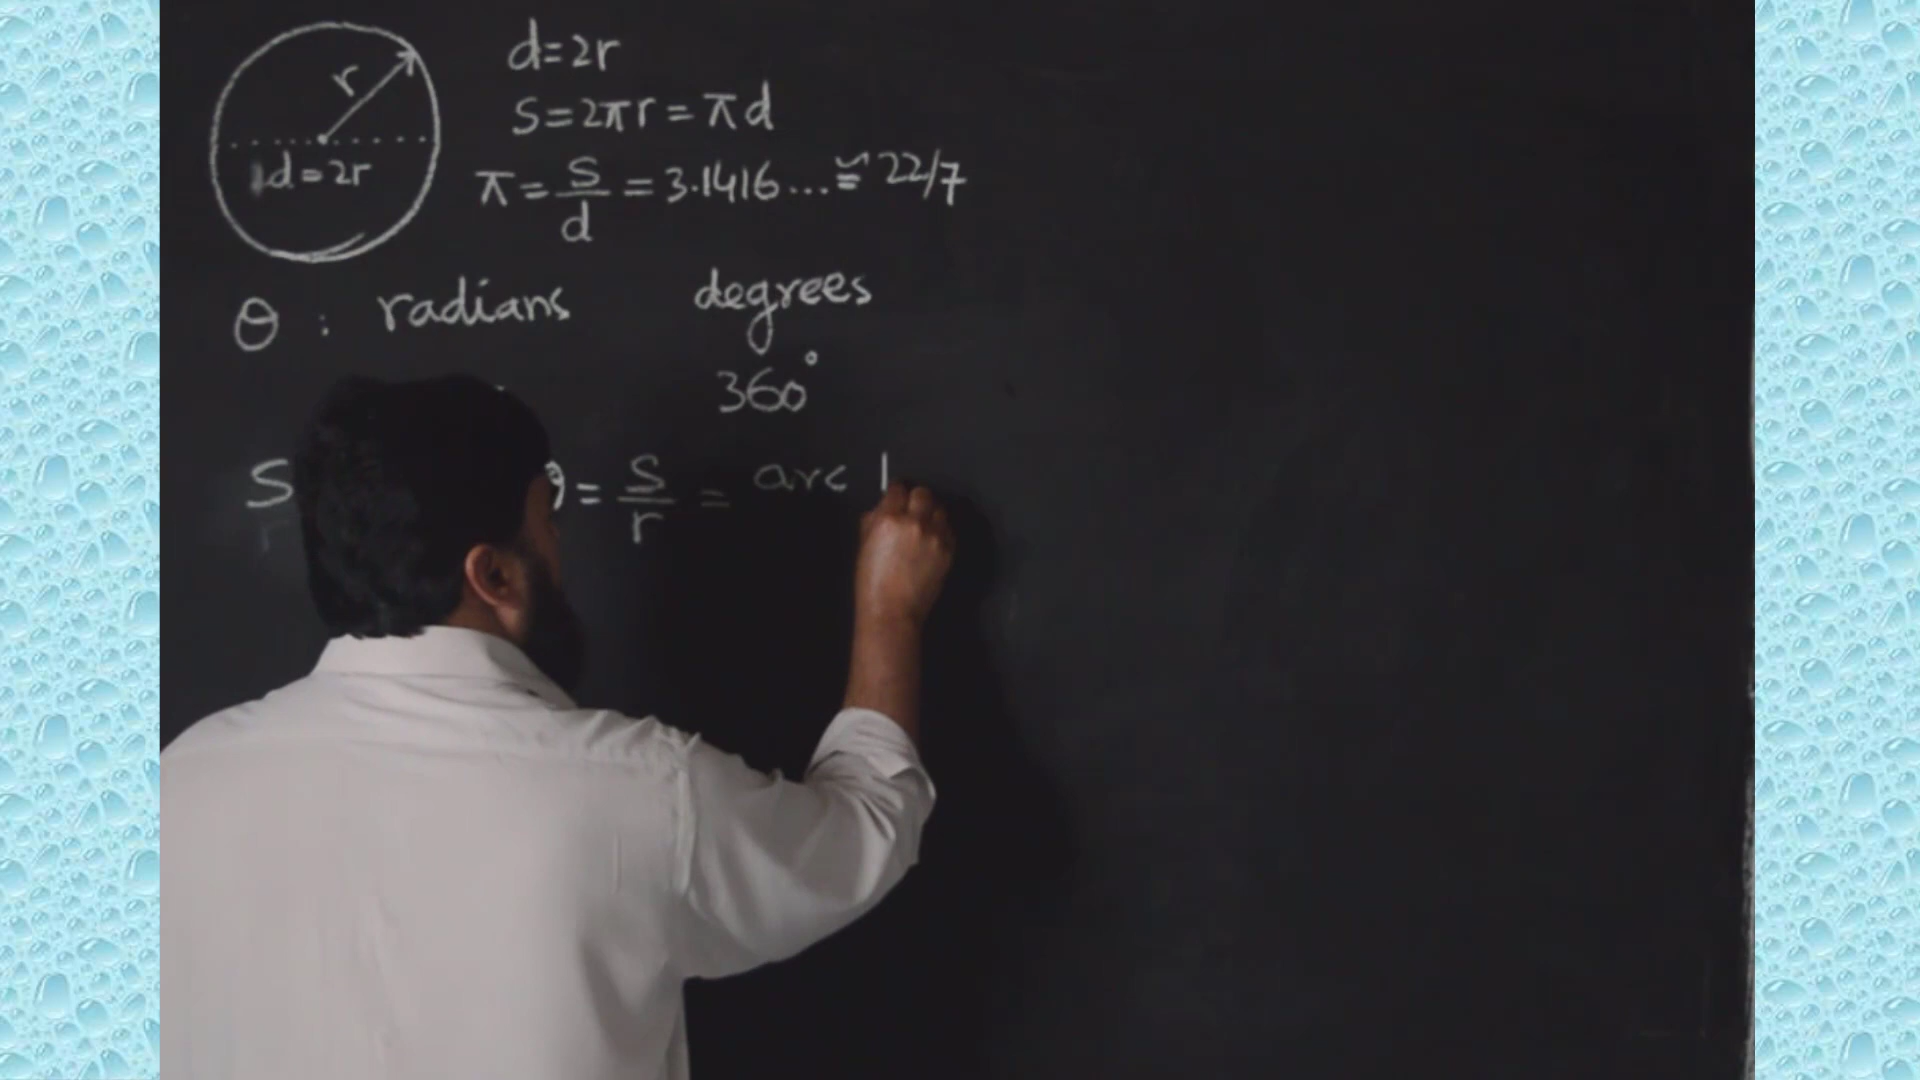 r
d=2r
d=2r
S=2πr=πd
π=S/d=3.1416...≅22/7
θ: radians degrees
360°
S θ=S/r=arc l